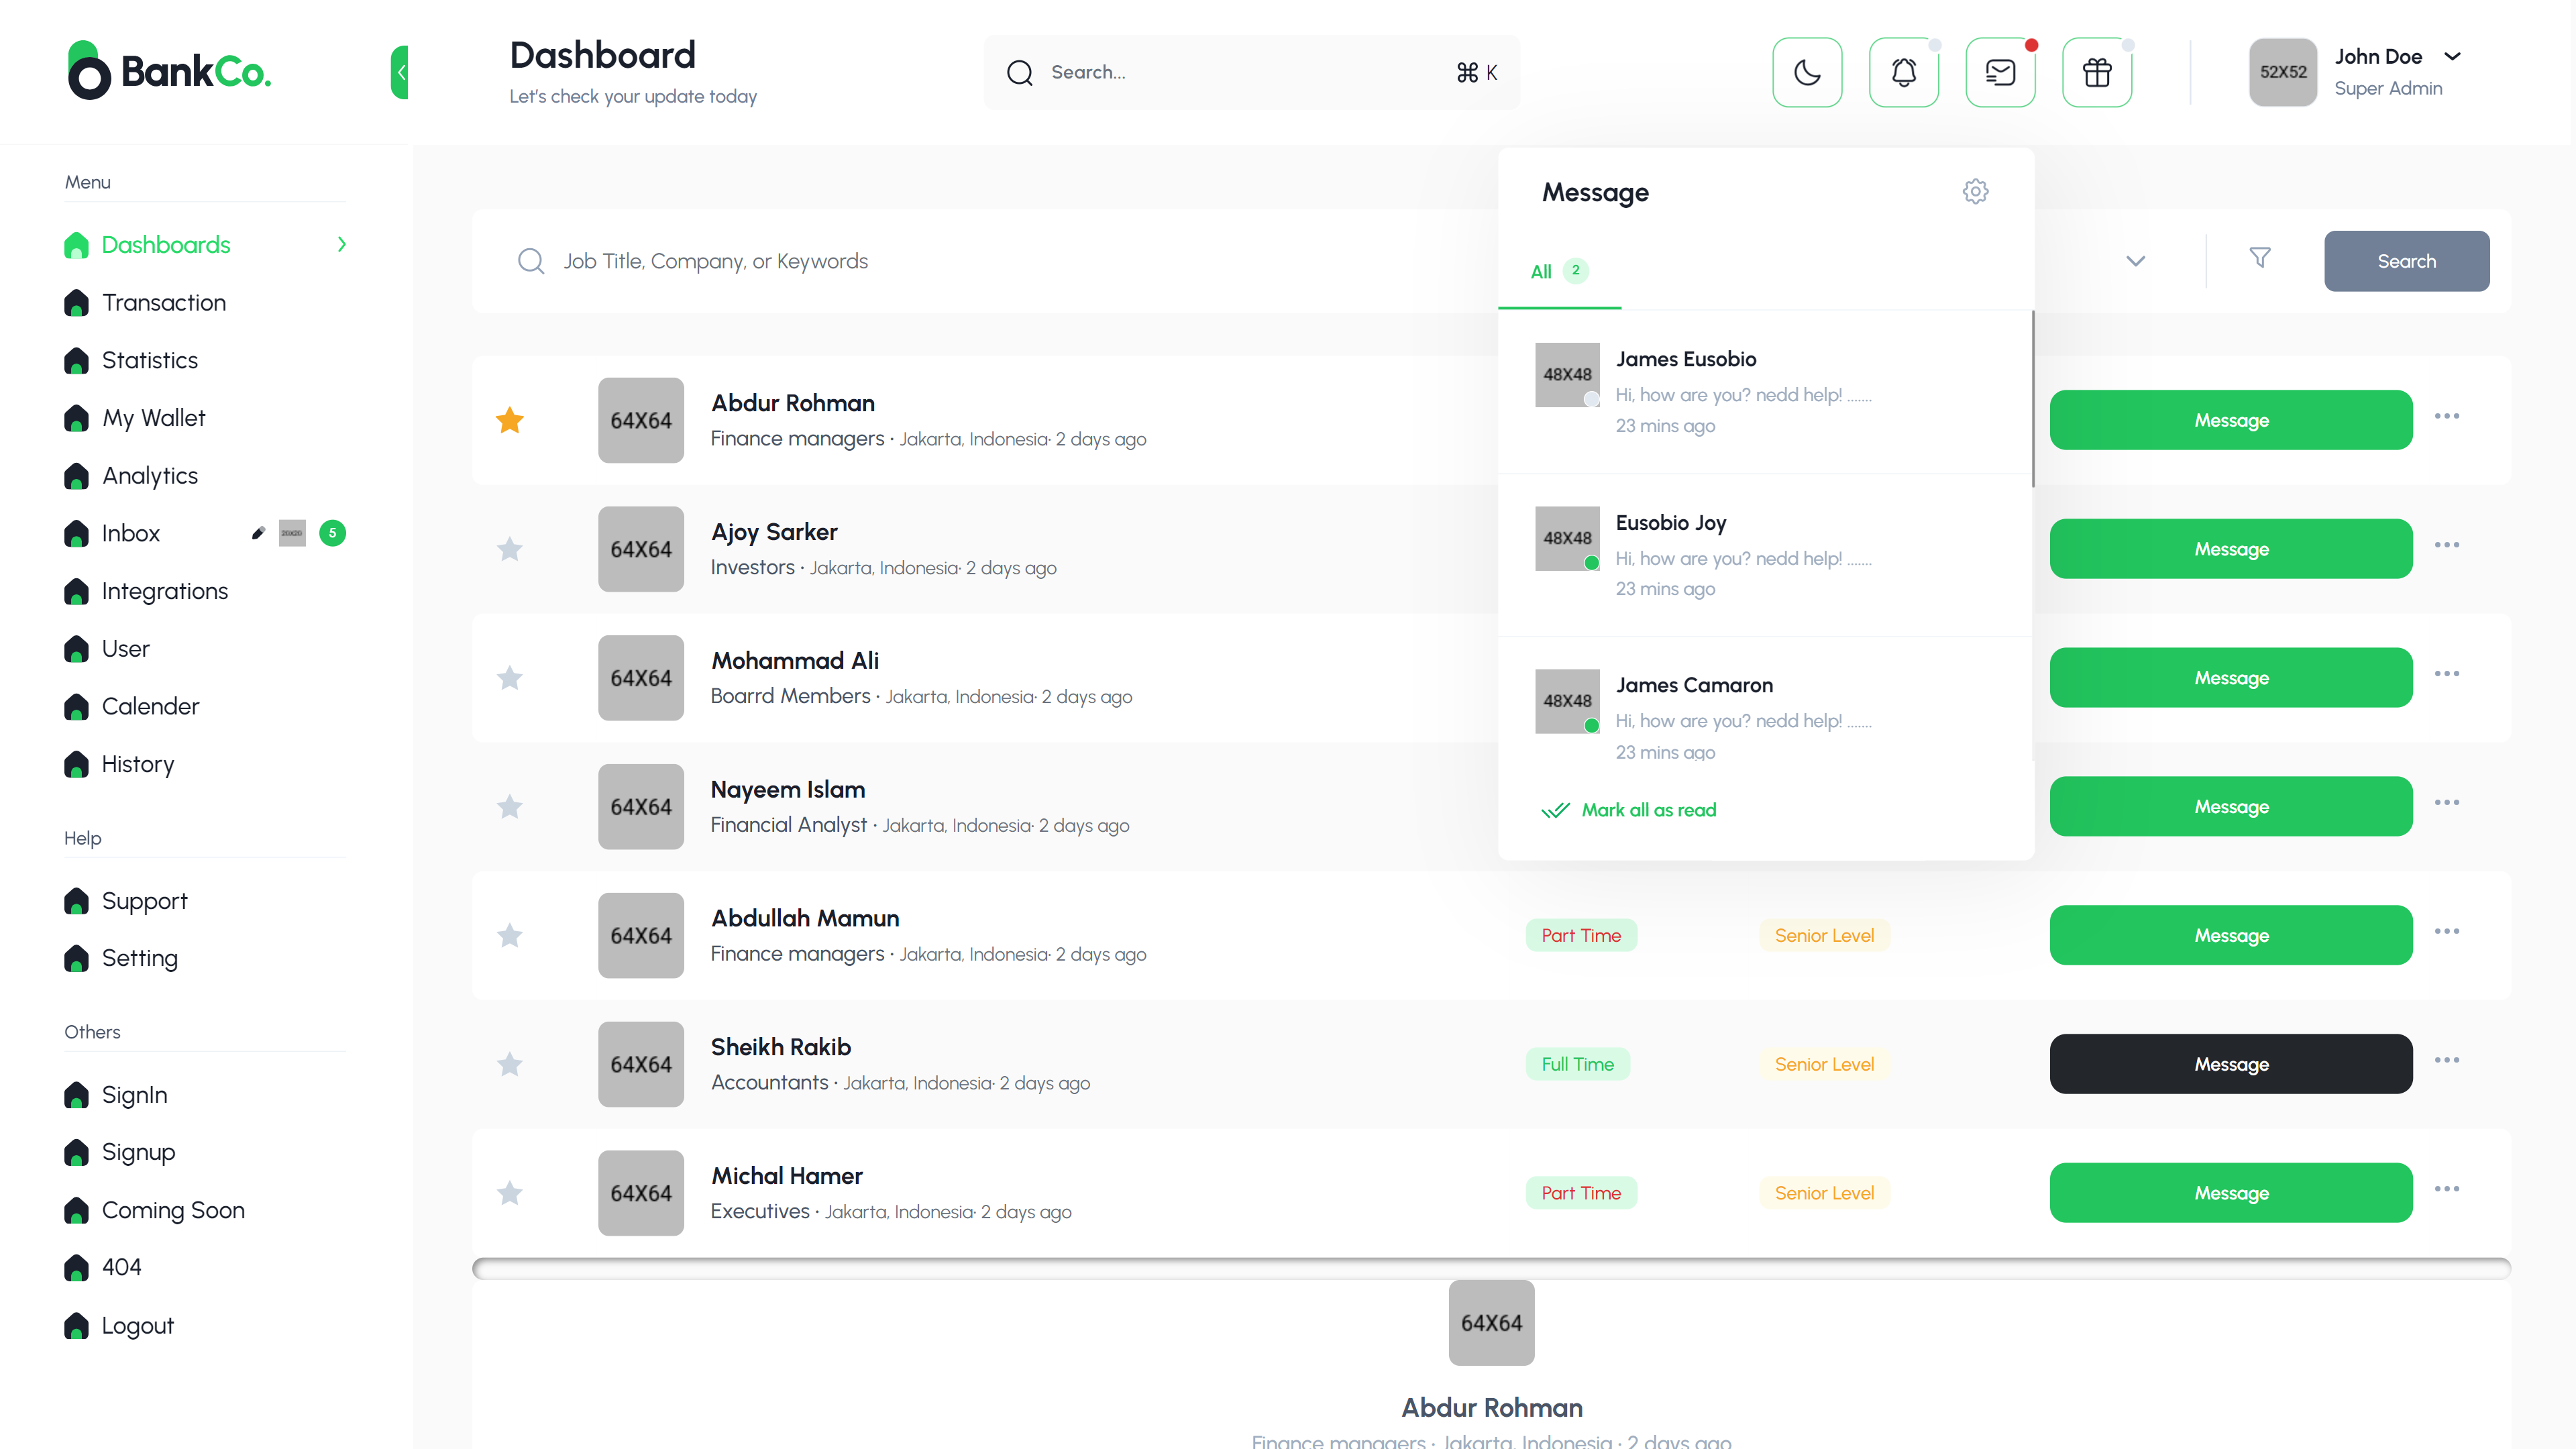 BankCo.
Dashboard
Let's check your update today
Search...
⌘ K
52X52
John Doe
Super Admin
Menu
Dashboards
Transaction
Statistics
My Wallet
Analytics
Inbox
5
Integrations
User
Calender
History
Help
Support
Setting
Others
SignIn
Signup
Coming Soon
404
Logout
Job Title, Company, or Keywords
Search
Message
All 2
48X48
James Eusobio
Hi, how are you? nedd help! .......
23 mins ago
48X48
Eusobio Joy
Hi, how are you? nedd help! .......
23 mins ago
48X48
James Camaron
Hi, how are you? nedd help! .......
23 mins ago
Mark all as read
64X64
Abdur Rohman
Finance managers · Jakarta, Indonesia· 2 days ago
Message
64X64
Ajoy Sarker
Investors · Jakarta, Indonesia· 2 days ago
Message
64X64
Mohammad Ali
Board Members · Jakarta, Indonesia· 2 days ago
Message
64X64
Nayeem Islam
Financial Analyst · Jakarta, Indonesia· 2 days ago
Message
64X64
Abdullah Mamun
Finance managers · Jakarta, Indonesia· 2 days ago
Part Time
Senior Level
Message
64X64
Sheikh Rakib
Accountants · Jakarta, Indonesia· 2 days ago
Full Time
Senior Level
Message
64X64
Michal Hamer
Executives · Jakarta, Indonesia· 2 days ago
Part Time
Senior Level
Message
64X64
Abdur Rohman
Finance managers · Jakarta, Indonesia · 2 days ago